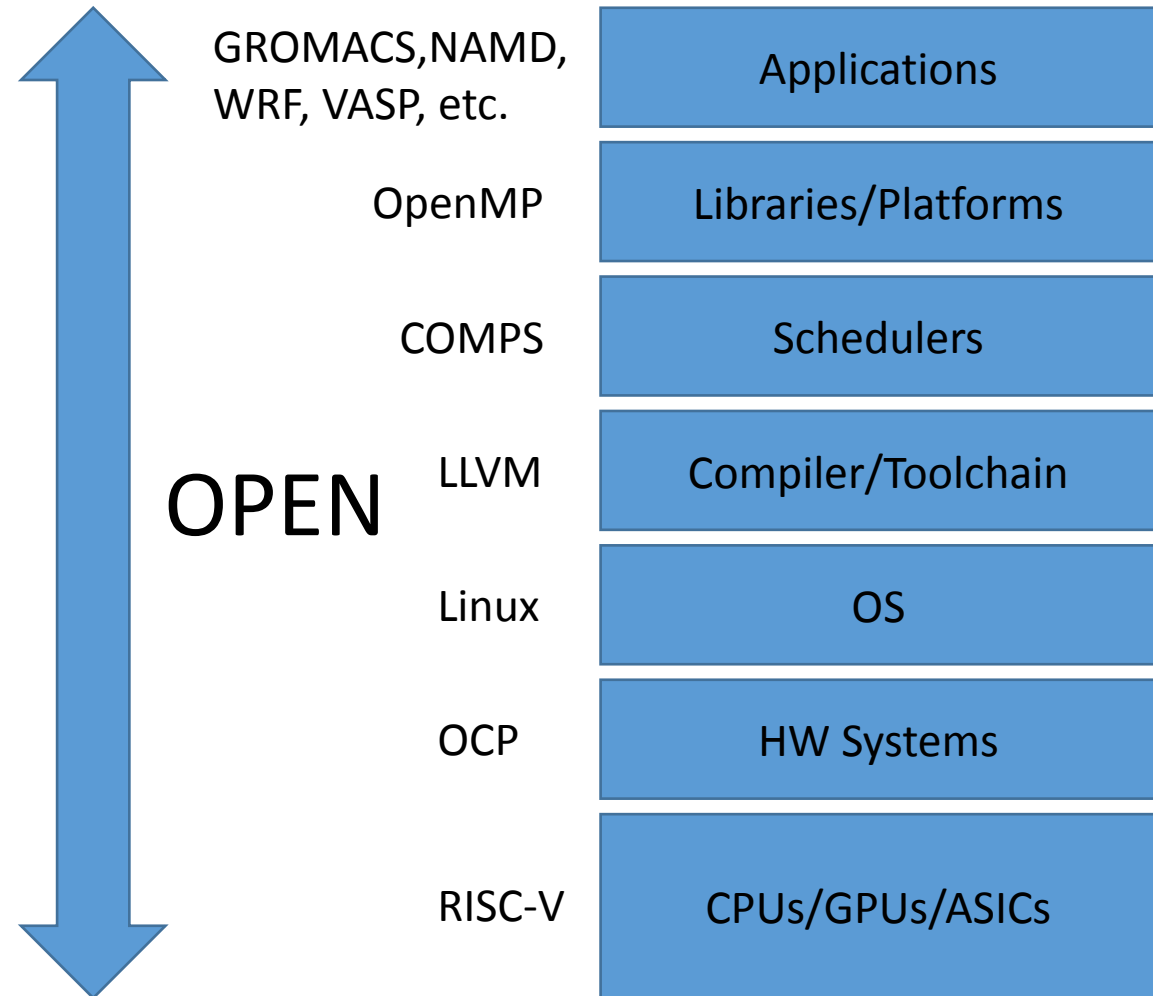 GROMACS,NAMD,
WRF, VASP, etc.
Applications
OpenMP
Libraries/Platforms
COMPS
Schedulers
OPEN
LLVM
Compiler/Toolchain
Linux
OS
OCP
HW Systems
RISC-V
CPUs/GPUs/ASICs